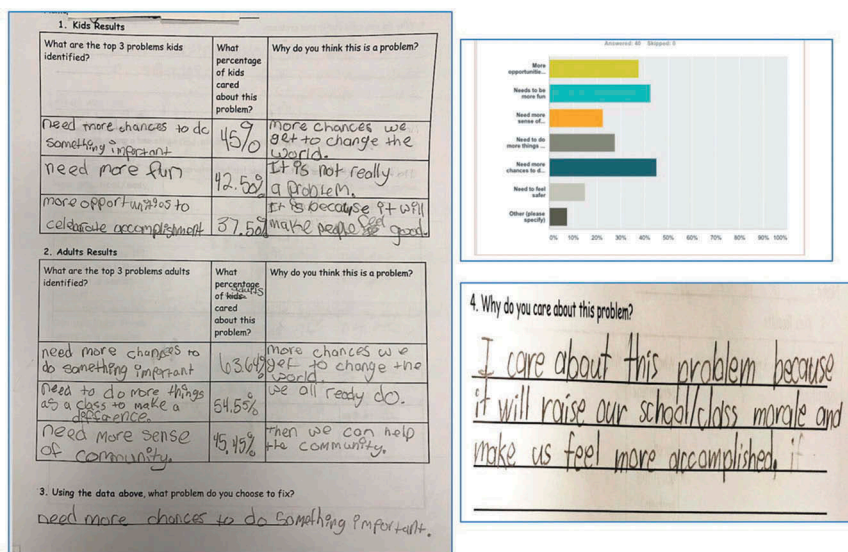 1. Kids Results
What are the top 3 problems kids
identified?
What
percentage
of kids
cared
about this
problem?
Why do you think this is a problem?
need more chances to do
something important
45%
more chances we
get to change the
world.
need more fun
42.50%
It is not really
a problem.
more opportunities to
celebrate accomplishment
37.50%
It is because it will
make people feel good.
2. Adults Results
What are the top 3 problems adults
identified?
What
percentage
of kids adults
cared
about this
problem?
Why do you think this is a problem?
need more chances to
do something important
63.64%
more chances we
get to change the
world.
need to do more things
as a class to make a
defference.
54.55%
we all ready do.
need more sense
of community.
45.45%
Then we can help
the community.
3. Using the data above, what problem do you choose to fix?
need more chances to do something important.
Answered: 40 Skipped: 0
More
opportunitie...
Needs to be
more fun
Need more
sense of...
Need to do
more things ...
Need more
chances to d...
Need to feel
safer
Other (please
specify)
0% 10% 20% 30% 40% 50% 60% 70% 80% 90% 100%
4. Why do you care about this problem?
I care about this problem because
it will raise our school/class morale and
make us feel more accomplished. if